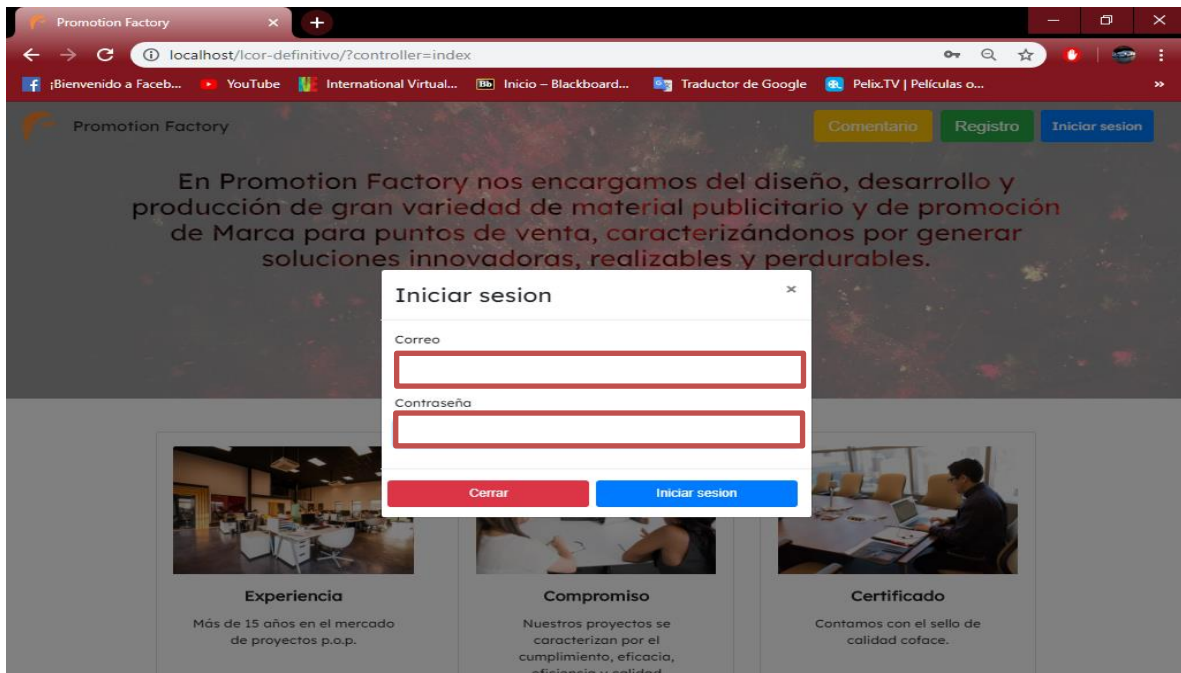 Promotion Factory
localhost/lcor-definitivo/?controller=index
¡Bienvenido a Faceb... YouTube International Virtual... Bb Inicio – Blackboard... Traductor de Google Pelix.TV | Películas o... »
Promotion Factory Comentario Registro Iniciar sesion
En Promotion Factory nos encargamos del diseño, desarrollo y
producción de gran variedad de material publicitario y de promoción
de Marca para puntos de venta, caracterizándonos por generar
soluciones innovadoras, realizables y perdurables.
Iniciar sesion ×
Correo
Contraseña
Cerrar Iniciar sesion
Experiencia Compromiso Certificado
Más de 15 años en el mercado Nuestros proyectos se Contamos con el sello de
de proyectos p.o.p. caracterizan por el calidad coface.
cumplimiento, eficacia,
eficiencia y calidad